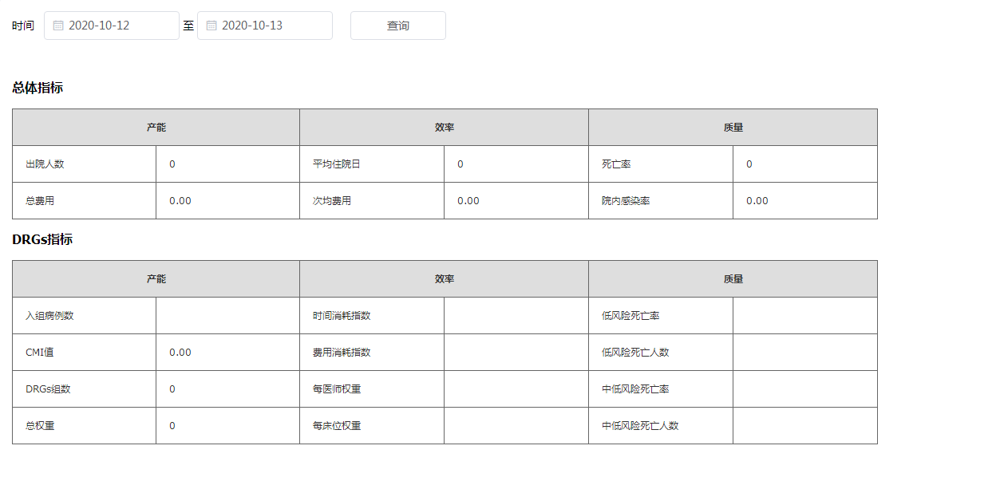 时间 2020-10-12 至 2020-10-13 查询
总体指标
产能 效率 质量
出院人数 0 平均住院日 0 死亡率 0
总费用 0.00 次均费用 0.00 院内感染率 0.00
DRGs指标
产能 效率 质量
入组病例数 时间消耗指数 低风险死亡率
CMI值 0.00 费用消耗指数 低风险死亡人数
DRGs组数 0 每医师权重 中低风险死亡率
总权重 0 每床位权重 中低风险死亡人数